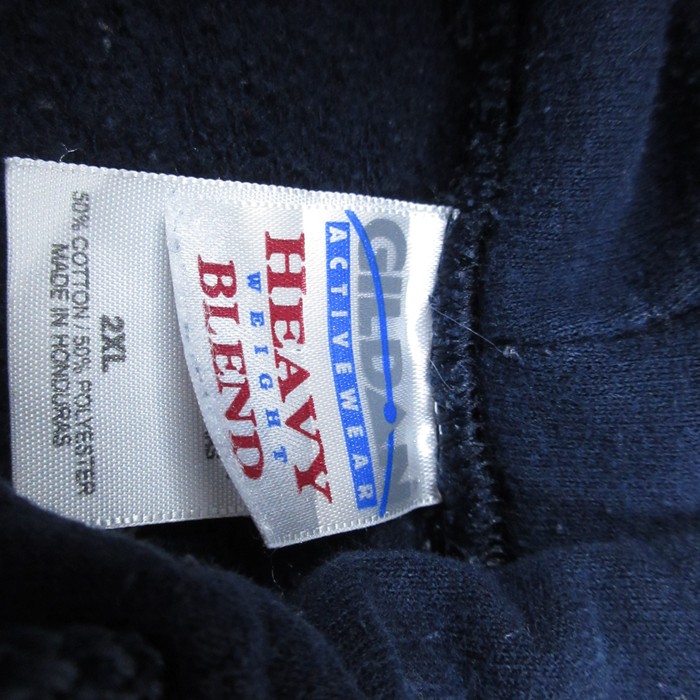 GILDAN
ACTIVEWEAR
HEAVY
WEIGHT
BLEND
2XL
50% COTTON / 50% POLYESTER
MADE IN HONDURAS